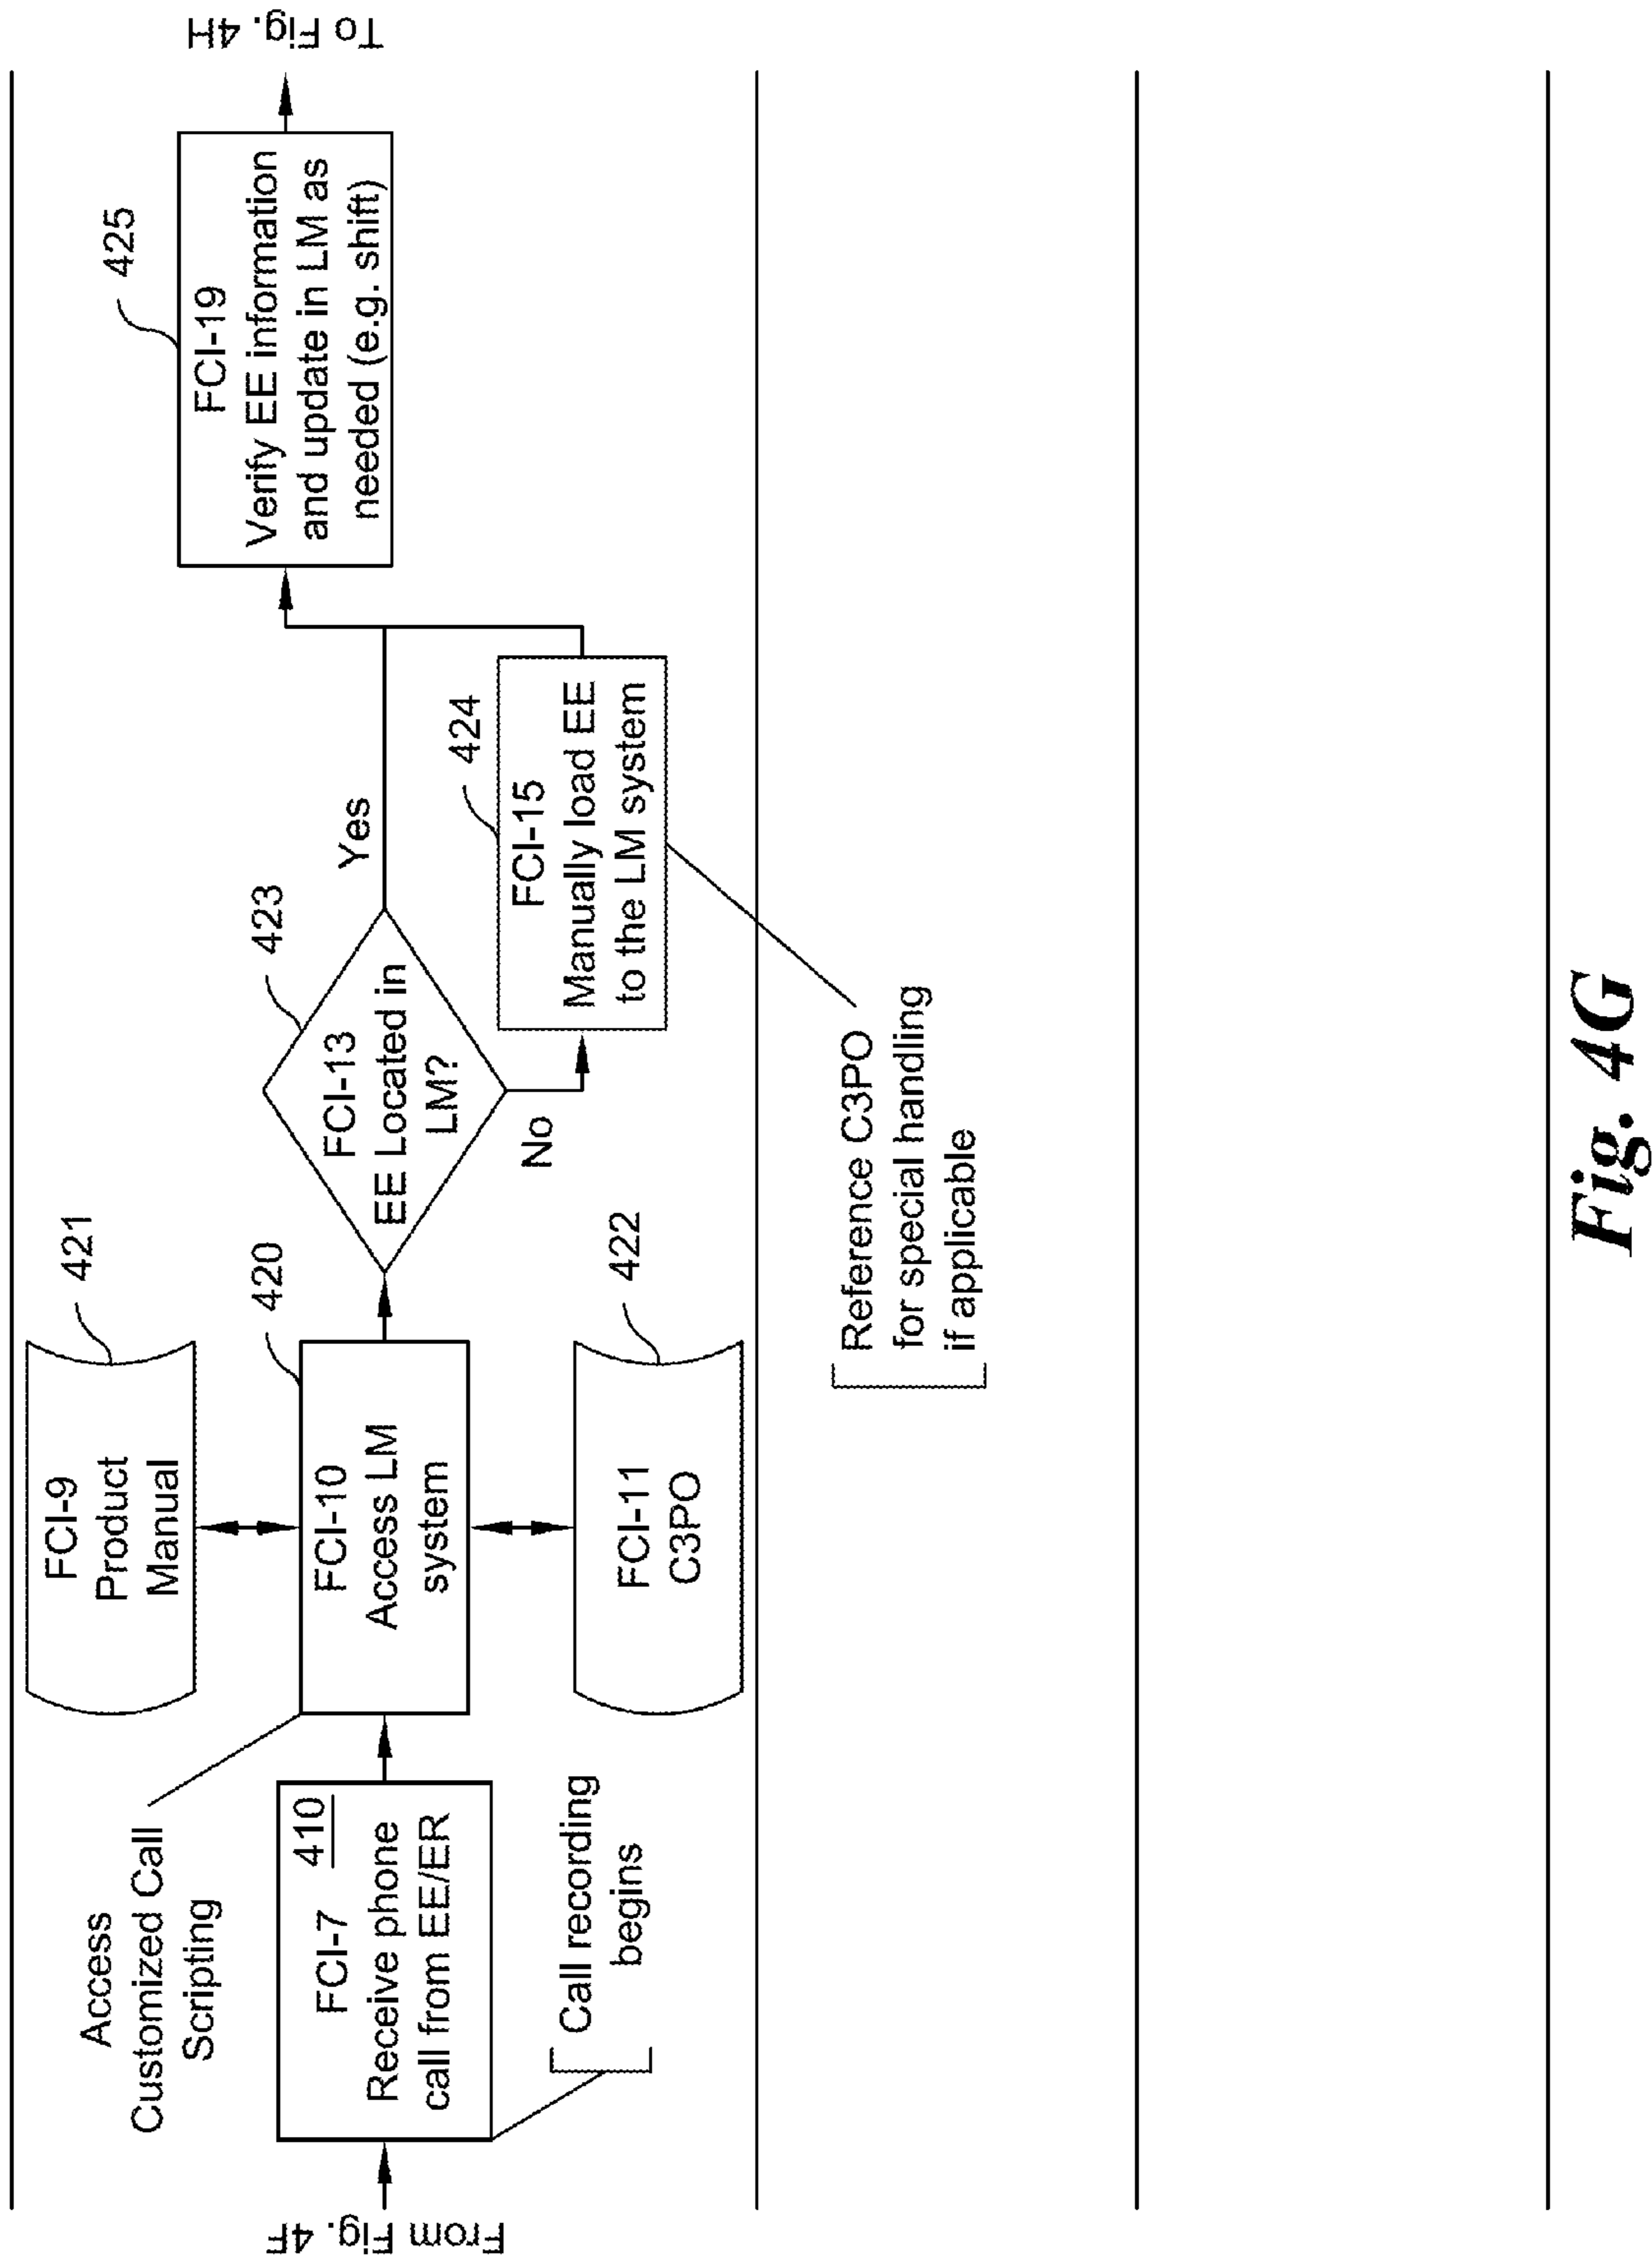 From Fig. 4F
Access
Customized Call
Scripting
FCI-7 410
Receive phone
call from EE/ER
Call recording
begins
FCI-9
Product
Manual
421
FCI-10
Access LM
system
420
FCI-11
C3PO
422
FCI-13
EE Located in
LM?
423
Yes
No
FCI-15
Manually load EE
to the LM system
424
Reference C3PO
for special handling
if applicable
FCI-19
Verify EE information
and update in LM as
needed (e.g. shift)
425
To Fig. 4H
Fig. 4G